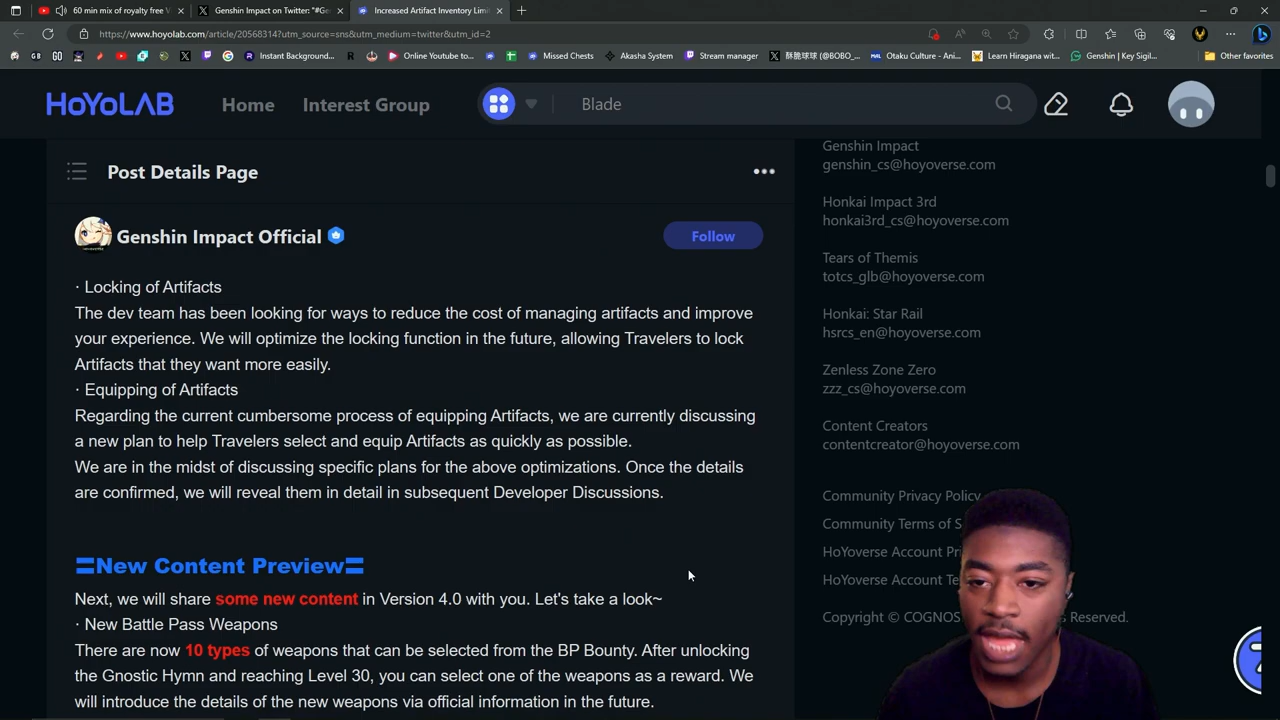 60 min mix of royalty free V
Genshin Impact on Twitter: "#Ge
Increased Artifact Inventory Limi
https://www.hoyolab.com/article/20568314?utm_source=sns&utm_medium=twitter&utm_id=2
Instant Background...
Online Youtube to...
Missed Chests
Akasha System
Stream manager
酥脆球球 (@BOBO_...
Otaku Culture - Ani...
Learn Hiragana wit...
Genshin | Key Sigil...
Other favorites
HoYoLAB
Home
Interest Group
Blade
Post Details Page
Genshin Impact Official
Follow
· Locking of Artifacts
The dev team has been looking for ways to reduce the cost of managing artifacts and improve
your experience. We will optimize the locking function in the future, allowing Travelers to lock
Artifacts that they want more easily.
· Equipping of Artifacts
Regarding the current cumbersome process of equipping Artifacts, we are currently discussing
a new plan to help Travelers select and equip Artifacts as quickly as possible.
We are in the midst of discussing specific plans for the above optimizations. Once the details
are confirmed, we will reveal them in detail in subsequent Developer Discussions.
〓New Content Preview〓
Next, we will share some new content in Version 4.0 with you. Let's take a look~
· New Battle Pass Weapons
There are now 10 types of weapons that can be selected from the BP Bounty. After unlocking
the Gnostic Hymn and reaching Level 30, you can select one of the weapons as a reward. We
will introduce the details of the new weapons via official information in the future.
Genshin Impact
genshin_cs@hoyoverse.com
Honkai Impact 3rd
honkai3rd_cs@hoyoverse.com
Tears of Themis
totcs_glb@hoyoverse.com
Honkai: Star Rail
hsrcs_en@hoyoverse.com
Zenless Zone Zero
zzz_cs@hoyoverse.com
Content Creators
contentcreator@hoyoverse.com
Community Privacy Policy
Community Terms of S
HoYoverse Account Pri
HoYoverse Account Te
Copyright © COGNOS s Reserved.